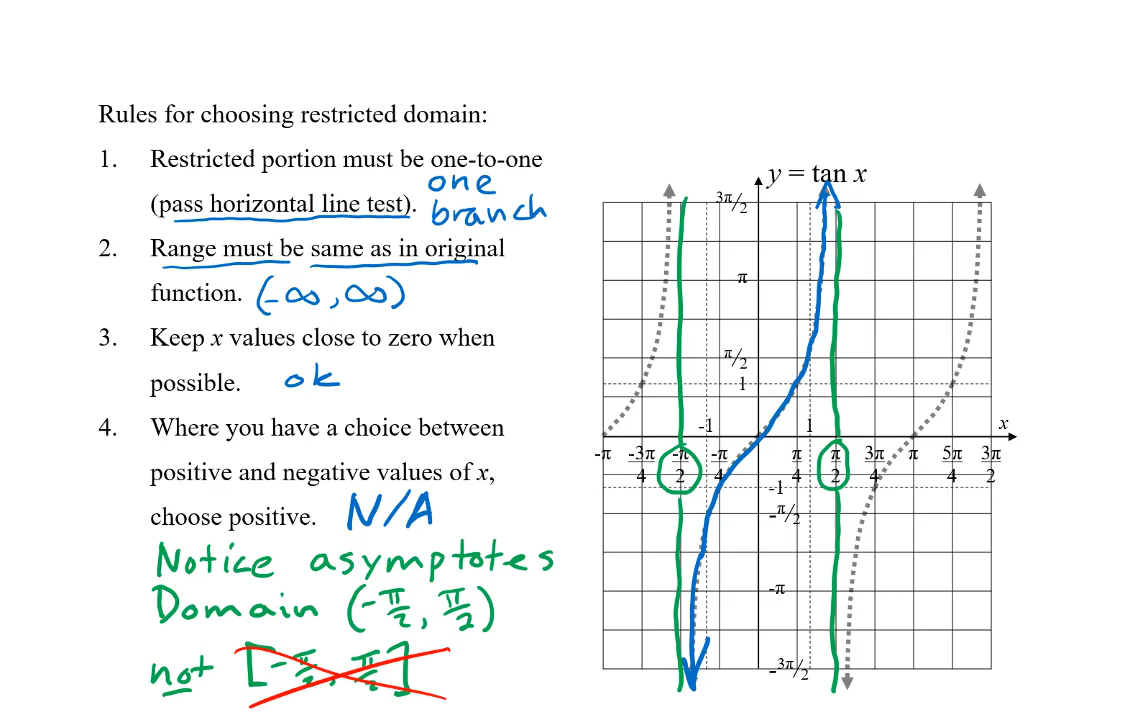 Rules for choosing restricted domain:
1. Restricted portion must be one-to-one
(pass horizontal line test). one branch
2. Range must be same as in original
function. (-∞, ∞)
3. Keep x values close to zero when
possible. ok
4. Where you have a choice between
positive and negative values of x,
choose positive. N/A
Notice asymptotes
Domain (-π/2, π/2)
not [-π/2, π/2]
y = tan x
3π/2
π
π/2
1
-1 1 x
-π -3π/4 -π/2 -π/4 π/4 π/2 3π/4 π 5π/4 3π/2
-1
-π/2
-π
-3π/2